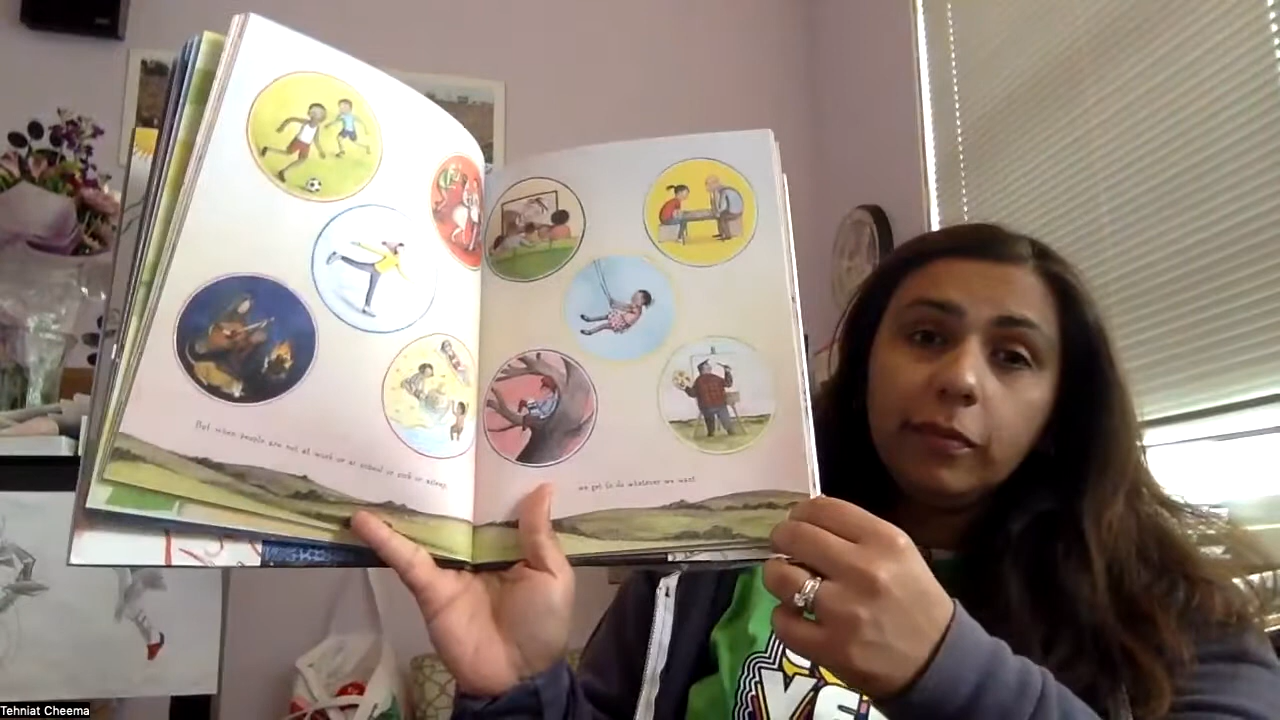 But when people are not at work or at school or sick or asleep,
we get to do whatever we want.
YES
Tehniat Cheema